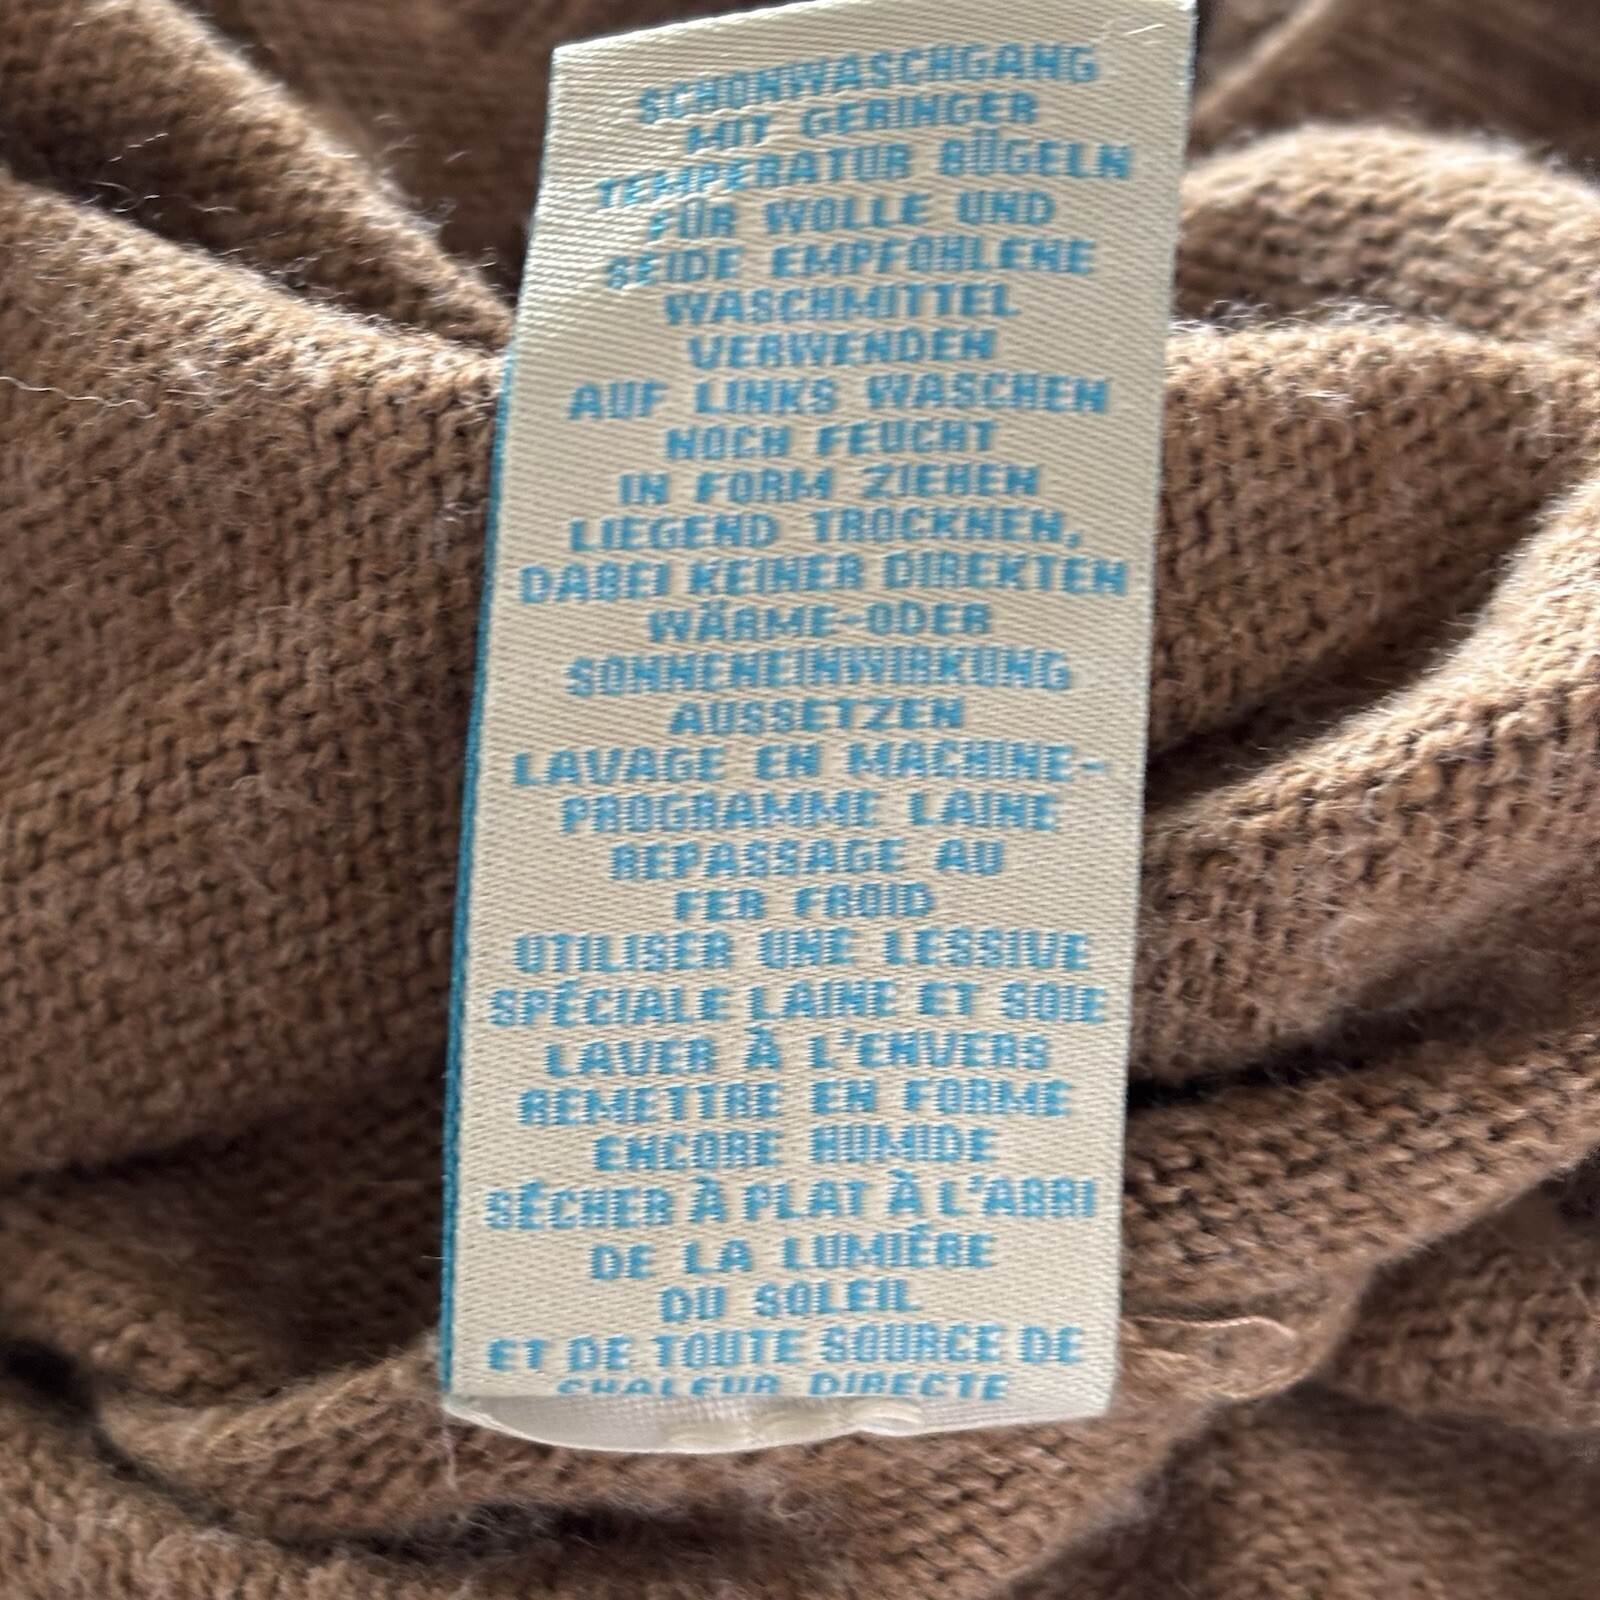 SCHONWASCHGANG
MIT GERINGER
TEMPERATUR BÜGELN
FÜR WOLLE UND
SEIDE EMPFOHLENE
WASCHMITTEL
VERWENDEN
AUF LINKS WASCHEN
NOCH FEUCHT
IN FORM ZIEHEN
LIEGEND TROCKNEN,
DABEI KEINER DIREKTEN
WÄRME-ODER
SONNENEINWIRKUNG
AUSSETZEN
LAVAGE EN MACHINE-
PROGRAMME LAINE
REPASSAGE AU
FER FROID
UTILISER UNE LESSIVE
SPÉCIALE LAINE ET SOIE
LAVER À L'ENVERS
REMETTRE EN FORME
ENCORE HUMIDE
SÉCHER À PLAT À L'ABRI
DE LA LUMIÈRE
DU SOLEIL
ET DE TOUTE SOURCE DE
CHALEUR DIRECTE